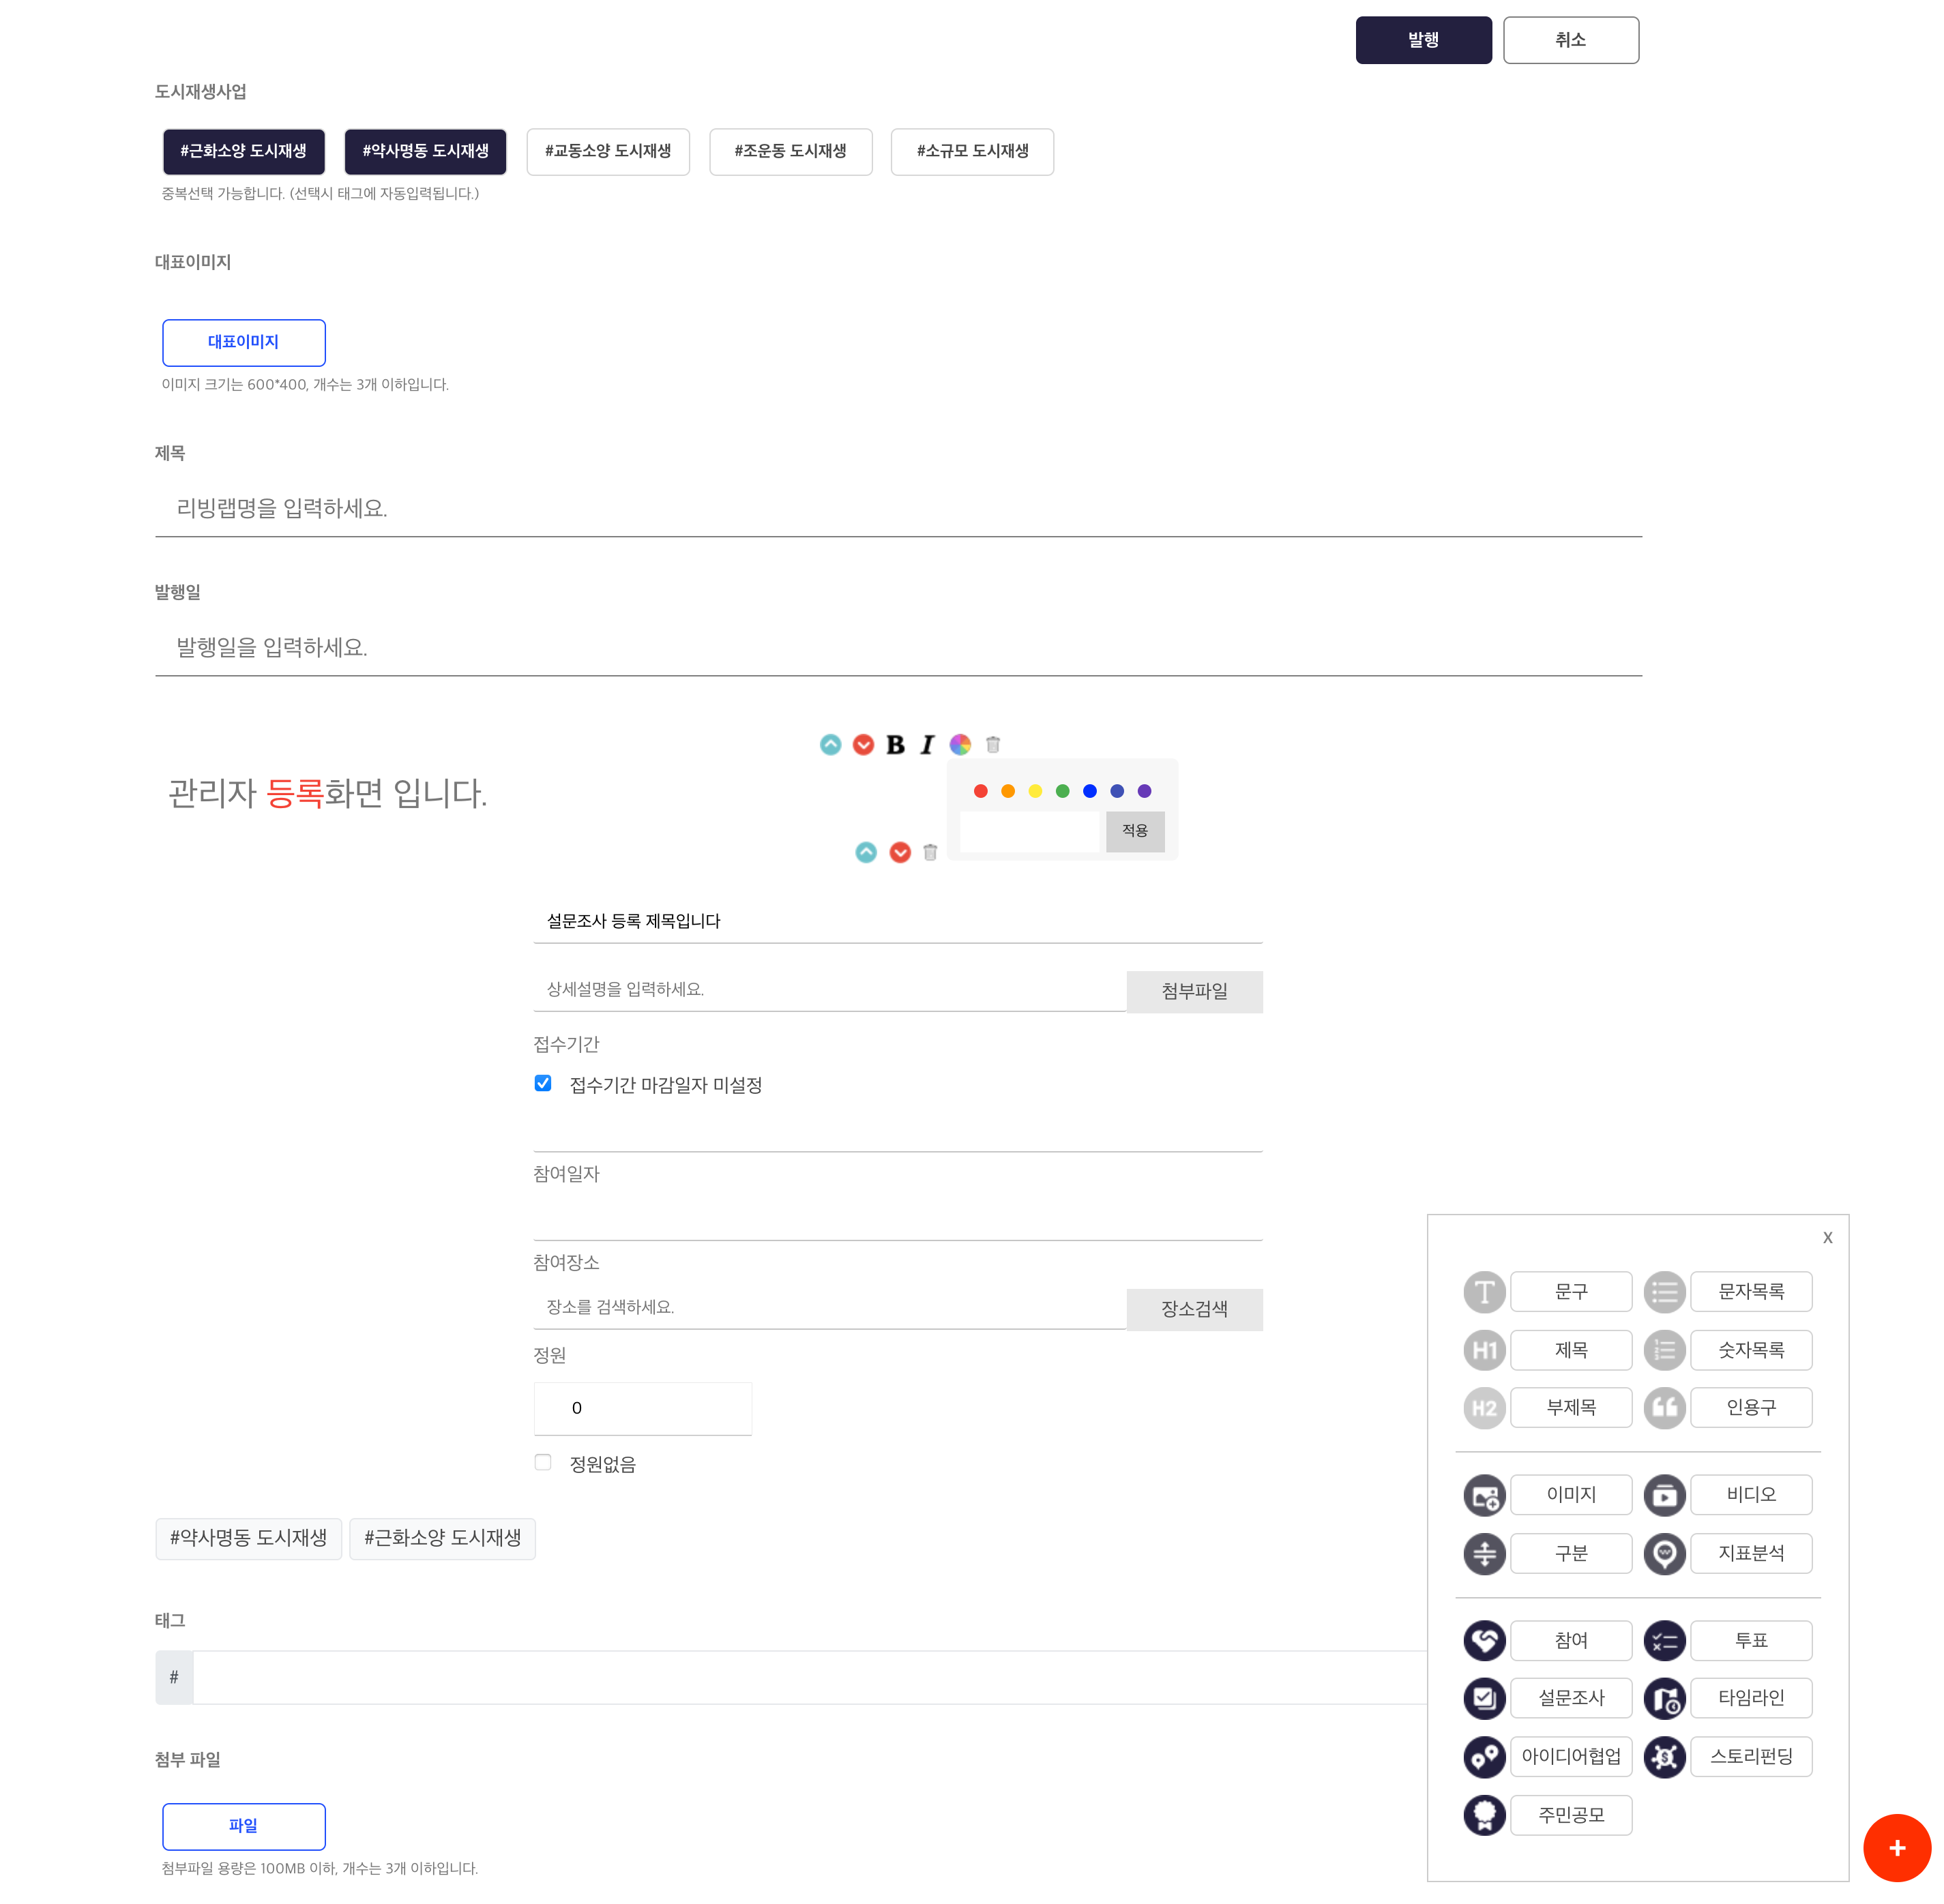 발행 취소
도시재생사업
#근화소양 도시재생 #약사명동 도시재생 #교동소양 도시재생 #조운동 도시재생 #소규모 도시재생
중복선택 가능합니다. (선택시 태그에 자동입력됩니다.)
대표이미지
대표이미지
이미지 크기는 600*400, 개수는 3개 이하입니다.
제목
리빙랩명을 입력하세요.
발행일
발행일을 입력하세요.
B I
관리자 등록화면 입니다.
적용
설문조사 등록 제목입니다
상세설명을 입력하세요. 첨부파일
접수기간
접수기간 마감일자 미설정
참여일자
참여장소
장소를 검색하세요. 장소검색
정원
0
정원없음
#약사명동 도시재생 #근화소양 도시재생
태그
#
첨부 파일
파일
첨부파일 용량은 100MB 이하, 개수는 3개 이하입니다.
X
T 문구 문자목록
H1 제목 1 2 3 숫자목록
H2 부제목 인용구
이미지 비디오
구분 지표분석
참여 투표
설문조사 타임라인
아이디어협업 $ 스토리펀딩
주민공모
+